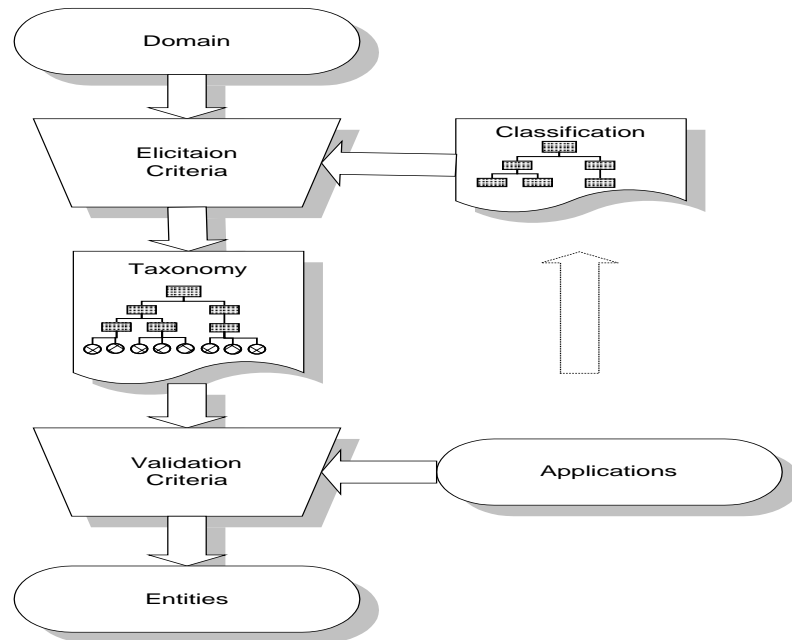 Domain
Elicitaion
Criteria
Classification
Taxonomy
Validation
Criteria
Applications
Entities